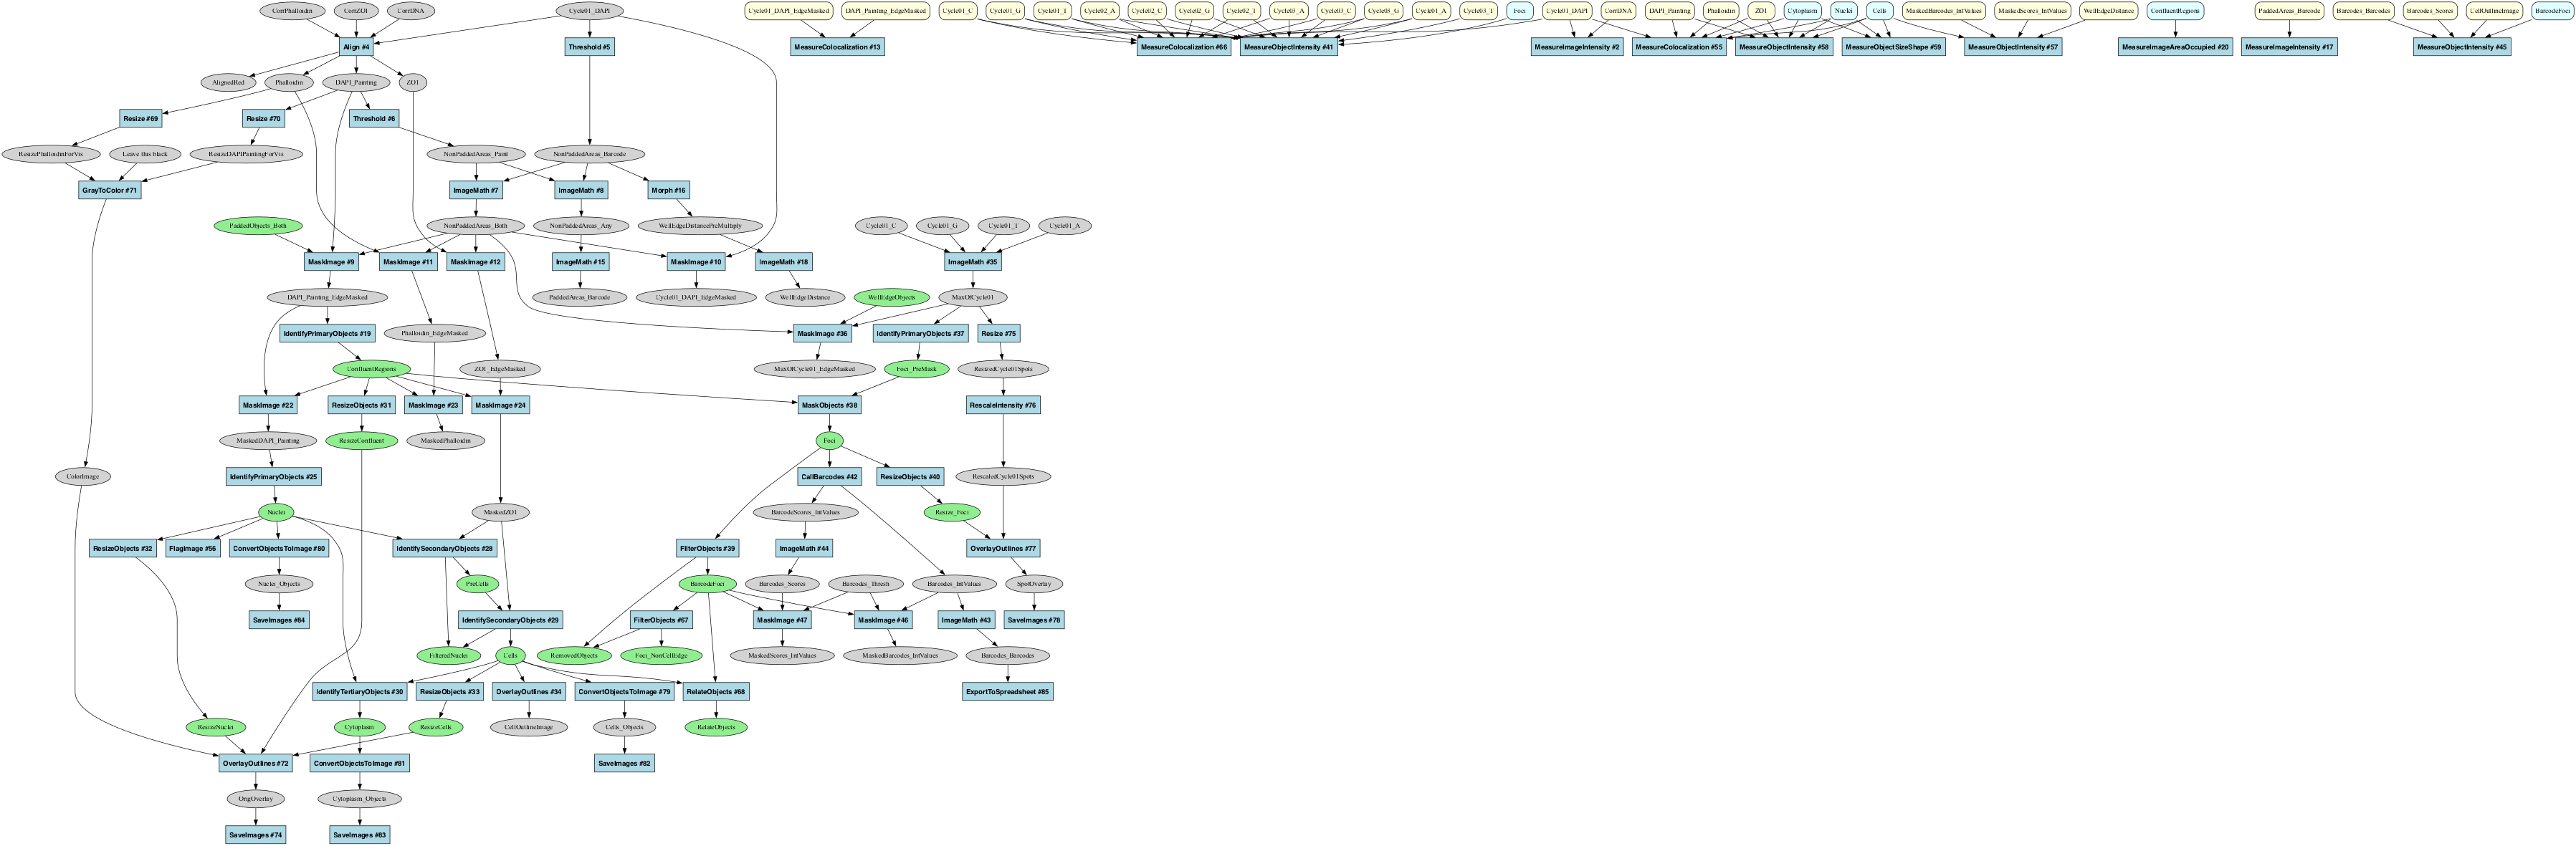 CorrPhalloidin CorrZO1 CorrDNA Cycle01_DAPI Cycle01_DAPI_EdgeMasked DAPI_Painting_EdgeMasked Cycle01_C Cycle01_G Cycle01_T Cycle02_A Cycle02_C Cycle02_G Cycle02_T Cycle03_A Cycle03_C Cycle03_G Cycle01_A Cycle03_T Foci Cycle01_DAPI CorrDNA DAPI_Painting Phalloidin ZO1 Cytoplasm Nuclei Cells MaskedBarcodes_IntValues MaskedScores_IntValues WellEdgeDistance ConfluentRegions PaddedAreas_Barcode Barcodes_Barcodes Barcodes_Scores CellOutlineImage BarcodeFoci
Align #4 Threshold #5 MeasureColocalization #13 MeasureColocalization #66 MeasureObjectIntensity #41 MeasureImageIntensity #2 MeasureColocalization #55 MeasureObjectIntensity #58 MeasureObjectSizeShape #59 MeasureObjectIntensity #57 MeasureImageAreaOccupied #20 MeasureImageIntensity #17 MeasureObjectIntensity #45
AlignedRed Phalloidin DAPI_Painting ZO1
Resize #69 Resize #70 Threshold #6
ResizePhalloidinForVis Leave this black ResizeDAPIPaintingForVis NonPaddedAreas_Paint NonPaddedAreas_Barcode
GrayToColor #71 ImageMath #7 ImageMath #8 Morph #16
PaddedObjects_Both NonPaddedAreas_Both NonPaddedAreas_Any WellEdgeDistancePreMultiply Cycle01_C Cycle01_G Cycle01_T Cycle01_A
MaskImage #9 MaskImage #11 MaskImage #12 ImageMath #15 MaskImage #10 ImageMath #18 ImageMath #35
DAPI_Painting_EdgeMasked PaddedAreas_Barcode Cycle01_DAPI_EdgeMasked WellEdgeDistance WellEdgeObjects MaxOfCycle01
IdentifyPrimaryObjects #19 Phalloidin_EdgeMasked MaskImage #36 IdentifyPrimaryObjects #37 Resize #75
ConfluentRegions ZO1_EdgeMasked MaxOfCycle01_EdgeMasked Foci_PreMask ResizedCycle01Spots
MaskImage #22 ResizeObjects #31 MaskImage #23 MaskImage #24 MaskObjects #38 RescaleIntensity #76
MaskedDAPI_Painting ResizeConfluent MaskedPhalloidin Foci
ColorImage IdentifyPrimaryObjects #25 CallBarcodes #42 ResizeObjects #40 RescaledCycle01Spots
Nuclei MaskedZO1 BarcodeScores_IntValues Resize_Foci
ResizeObjects #32 FlagImage #56 ConvertObjectsToImage #80 IdentifySecondaryObjects #28 FilterObjects #39 ImageMath #44 OverlayOutlines #77
Nuclei_Objects PreCells BarcodeFoci Barcodes_Scores Barcodes_Thresh Barcodes_IntValues SpotOverlay
SaveImages #84 IdentifySecondaryObjects #29 FilterObjects #67 MaskImage #47 MaskImage #46 ImageMath #43 SaveImages #78
FilteredNuclei Cells RemovedObjects Foci_NonCellEdge MaskedScores_IntValues MaskedBarcodes_IntValues Barcodes_Barcodes
IdentifyTertiaryObjects #30 ResizeObjects #33 OverlayOutlines #34 ConvertObjectsToImage #79 RelateObjects #68 ExportToSpreadsheet #85
ResizeNuclei Cytoplasm ResizeCells CellOutlineImage Cells_Objects RelateObjects
OverlayOutlines #72 ConvertObjectsToImage #81 SaveImages #82
OrigOverlay Cytoplasm_Objects
SaveImages #74 SaveImages #83